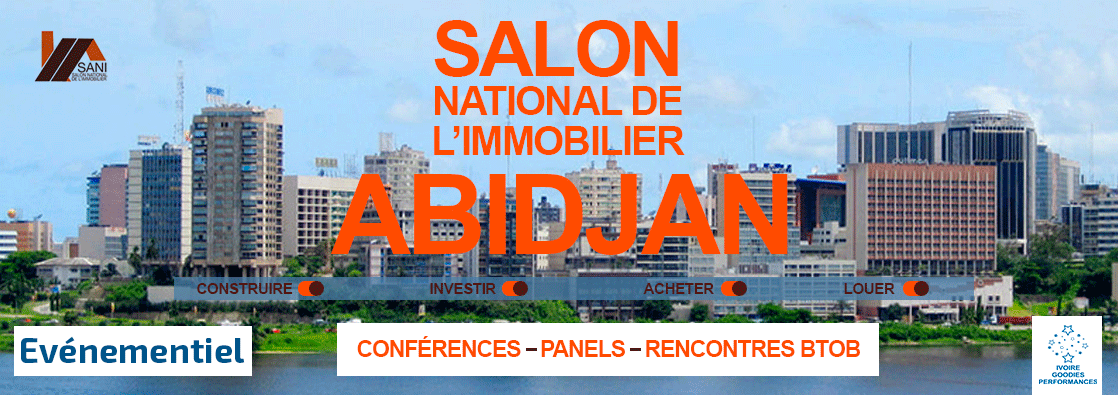 SANI
SALON NATIONAL
DE L'IMMOBILIER
SALON
NATIONAL DE
L'IMMOBILIER
ABIDJAN
CONSTRUIRE
INVESTIR
ACHETER
LOUER
Evénementiel
CONFÉRENCES – PANELS – RENCONTRES BTOB
IVOIRE
GOODIES
PERFORMANCES